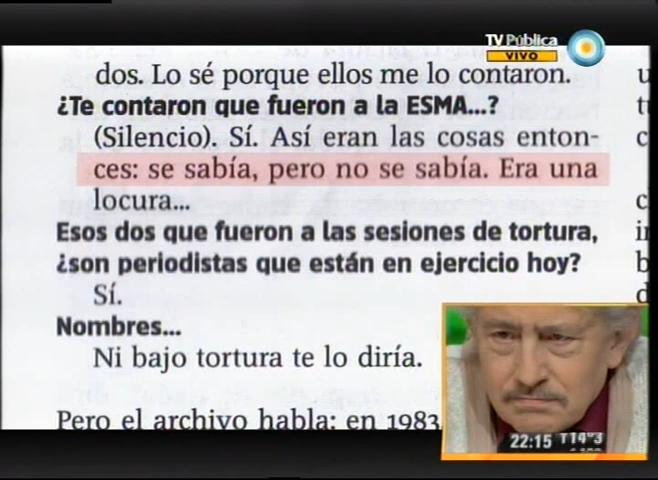 TV Pública
VIVO
dos. Lo sé porque ellos me lo contaron.
¿Te contaron que fueron a la ESMA...?
(Silencio). Sí. Así eran las cosas enton-
ces: se sabía, pero no se sabía. Era una
locura...
Esos dos que fueron a las sesiones de tortura,
¿son periodistas que están en ejercicio hoy?
Sí.
Nombres...
Ni bajo tortura te lo diría.
Pero el archivo habla: en 1983
22:15 T14°3